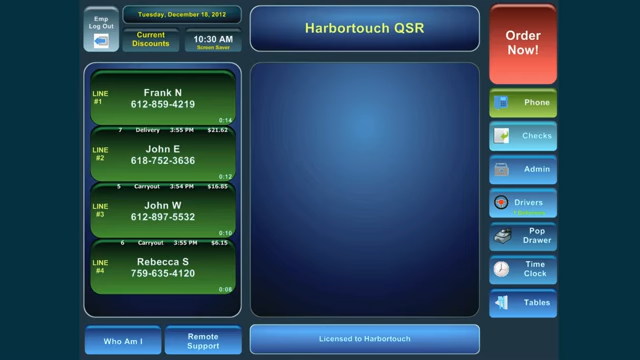 Emp
Log Out
Tuesday, December 18, 2012
Current
Discounts
10:30 AM
Screen Saver
Harbortouch QSR
Order
Now!
LINE
#1
Frank N
612-859-4219
0:14
7 Delivery 3:55 PM $21.62
LINE
#2
John E
618-752-3636
0:12
5 Carryout 3:54 PM $16.85
LINE
#3
John W
612-897-5532
0:10
6 Carryout 3:55 PM $6.15
LINE
#4
Rebecca S
759-635-4120
0:08
Phone
Checks
Admin
Drivers
Pop
Drawer
Time
Clock
Tables
Who Am I
Remote
Support
Licensed to Harbortouch